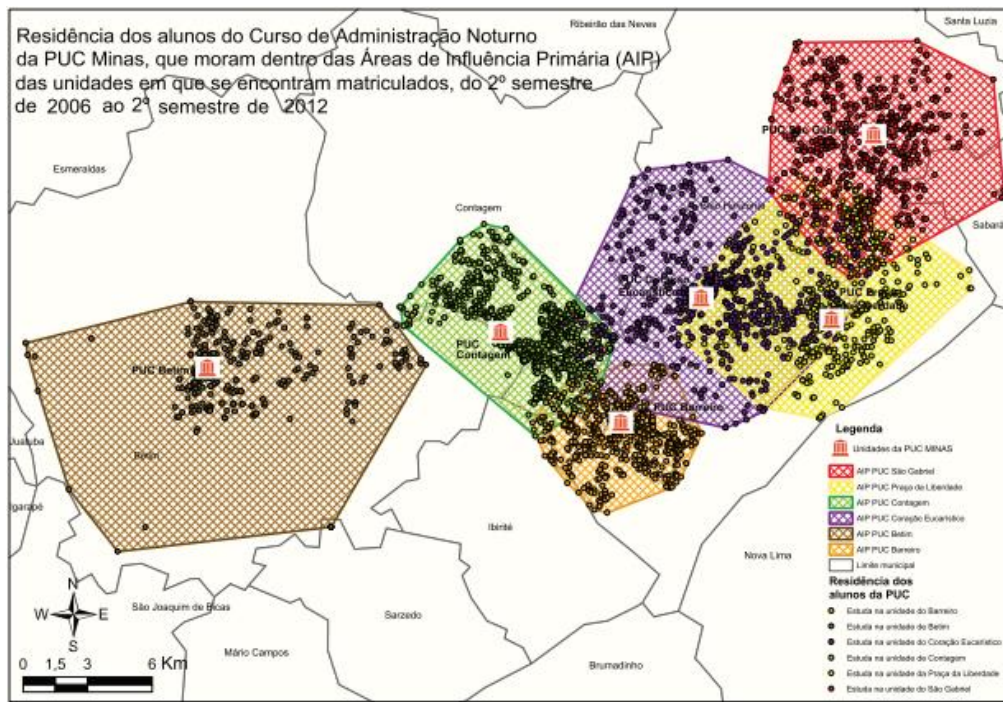 Residência dos alunos do Curso de Administração Noturno
da PUC Minas, que moram dentro das Áreas de Influência Primária (AIP)
das unidades em que se encontram matriculados, do 2º semestre
de 2006 ao 2º semestre de 2012
Ribeirão das Neves
Santa Luzia
Esmeraldas
Contagem
Sabará
PUC Betim
PUC
Contagem
PUC Barreiro
Betim
Juatuba
Igarapé
Ibirité
Nova Lima
São Joaquim de Bicas
Sarzedo
Mário Campos
Brumadinho
N
W E
S
0 1,5 3 6 Km
Legenda
Unidades da PUC MINAS
AIP PUC São Gabriel
AIP PUC Praça da Liberdade
AIP PUC Contagem
AIP PUC Coração Eucarístico
AIP PUC Betim
AIP PUC Barreiro
Limite municipal
Residência dos
alunos da PUC
Estuda na unidade do Barreiro
Estuda na unidade de Betim
Estuda na unidade do Coração Eucarístico
Estuda na unidade de Contagem
Estuda na unidade da Praça da Liberdade
Estuda na unidade do São Gabriel